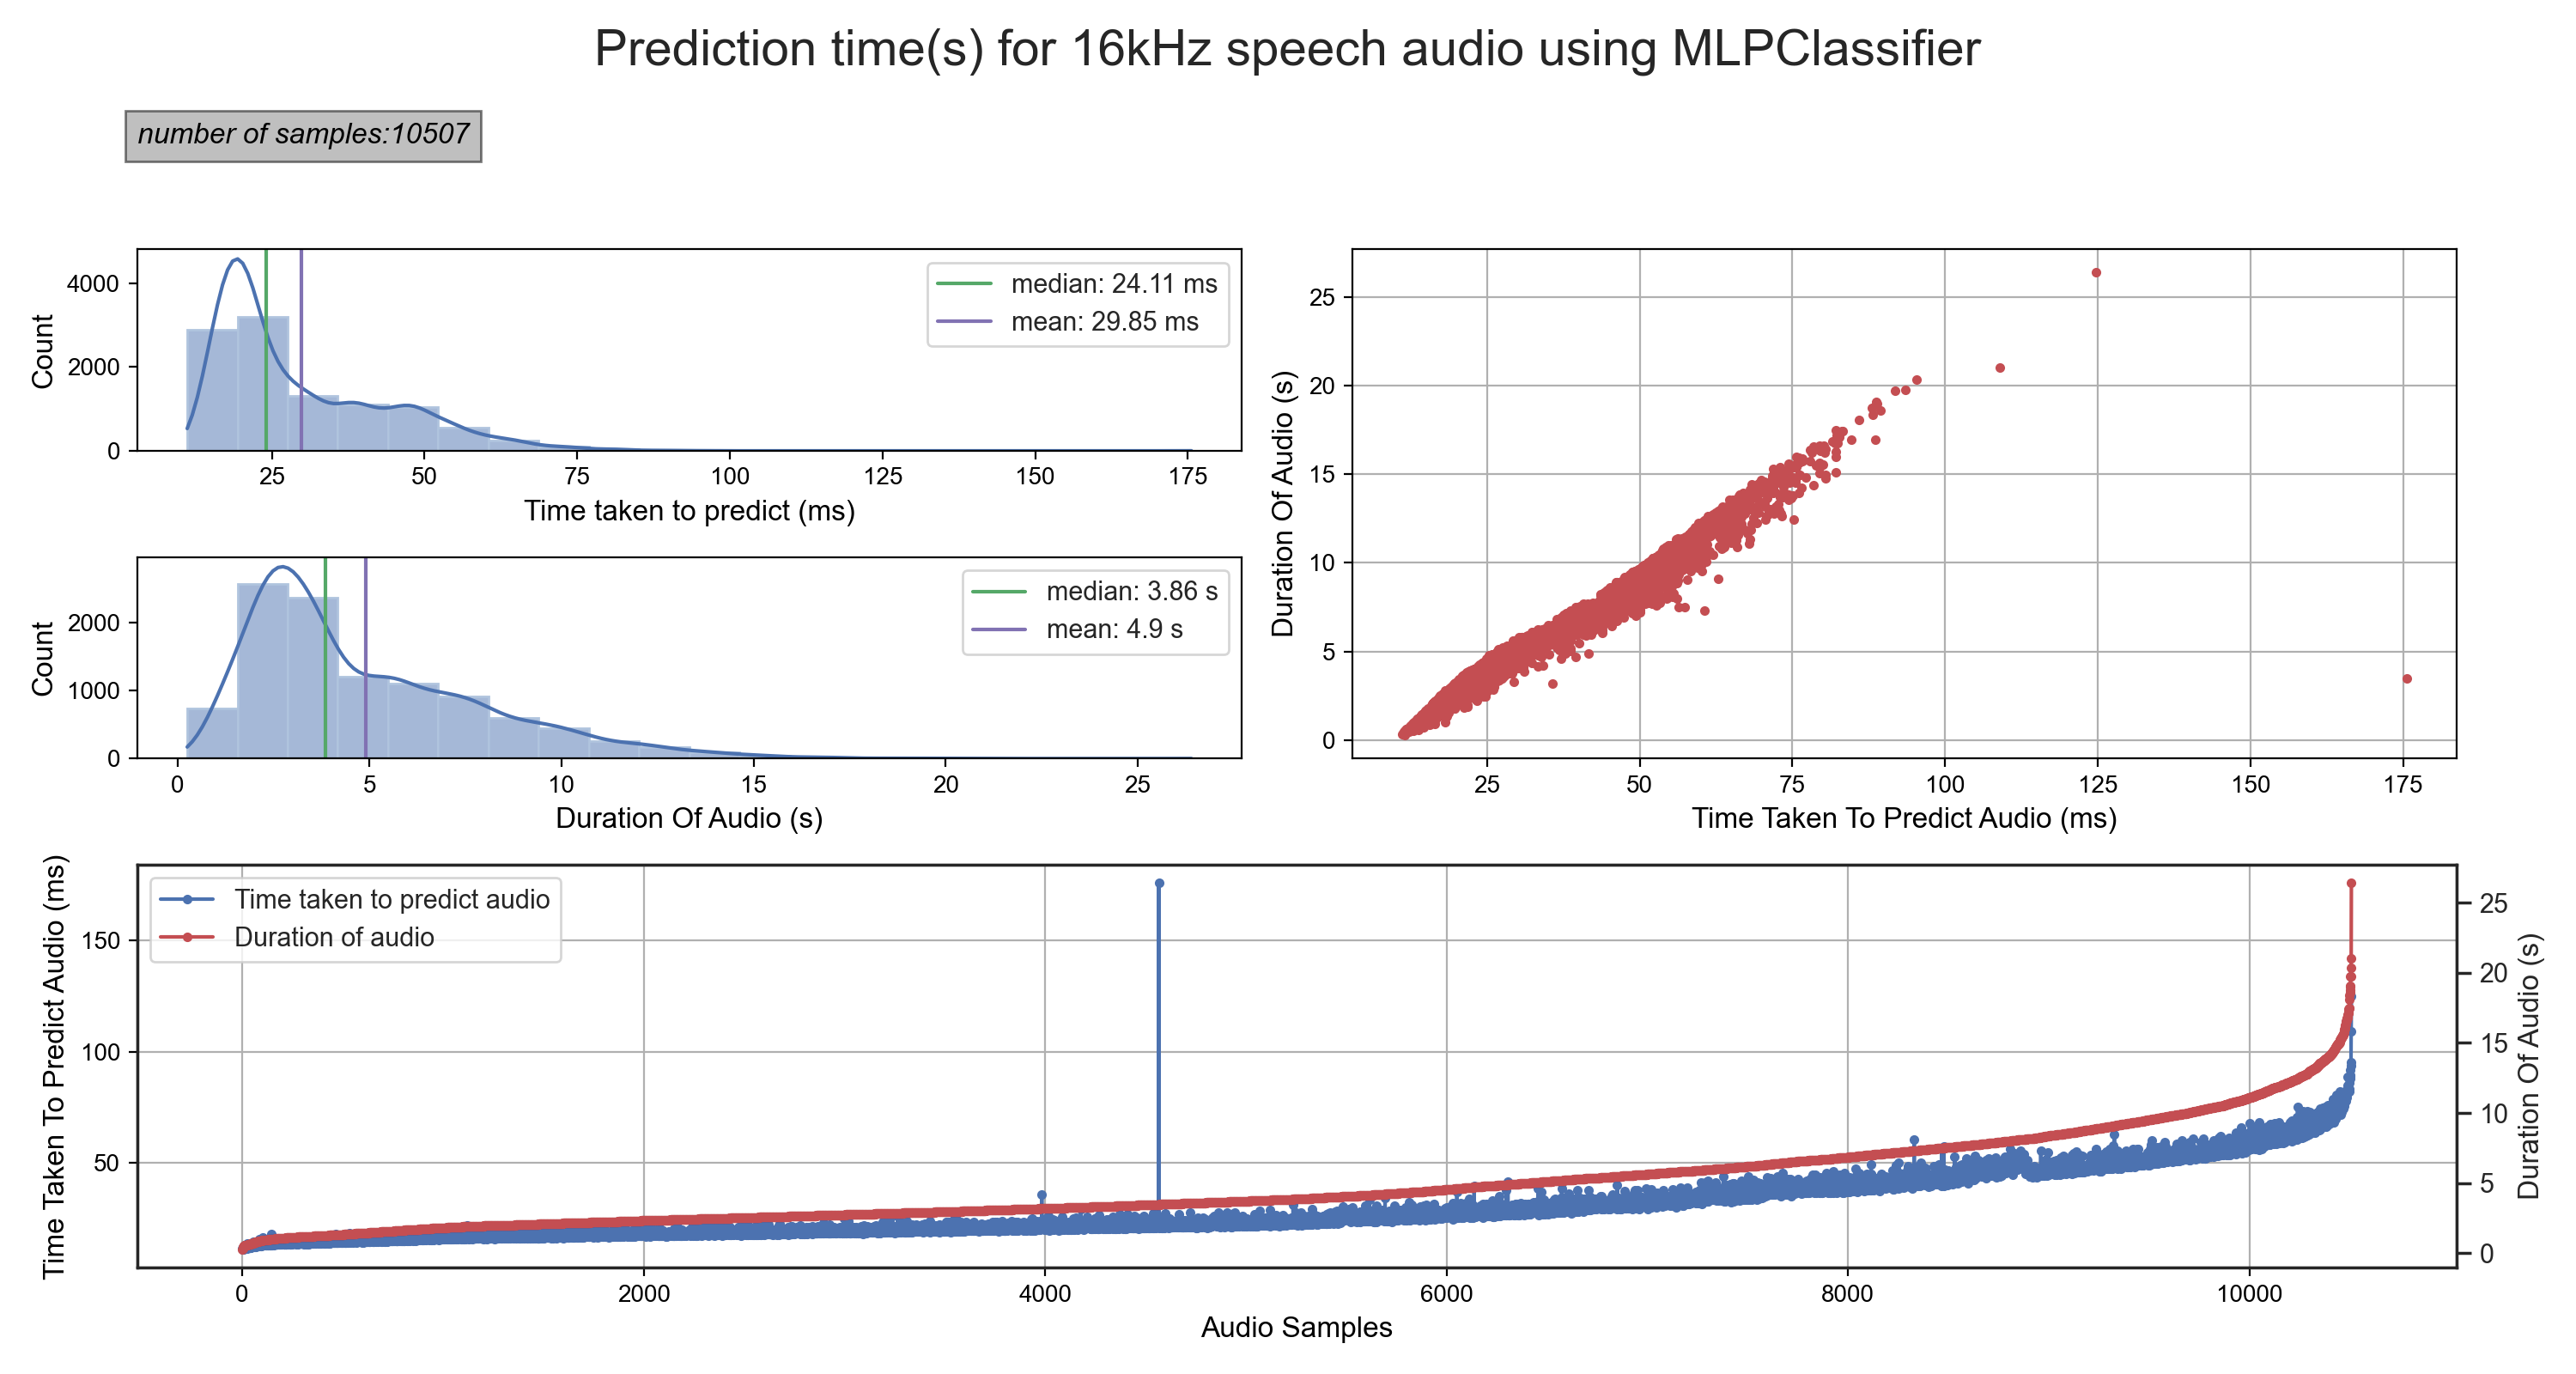 Prediction time(s) for 16kHz speech audio using MLPClassifier
number of samples:10507
Count
4000
2000
0
median: 24.11 ms
mean: 29.85 ms
25 50 75 100 125 150 175
Time taken to predict (ms)
Count
2000
1000
0
median: 3.86 s
mean: 4.9 s
0 5 10 15 20 25
Duration Of Audio (s)
Duration Of Audio (s)
25
20
15
10
5
0
25 50 75 100 125 150 175
Time Taken To Predict Audio (ms)
Time Taken To Predict Audio (ms)
150
100
50
Time taken to predict audio
Duration of audio
25
20
15
10
5
0
Duration Of Audio (s)
0 2000 4000 6000 8000 10000
Audio Samples